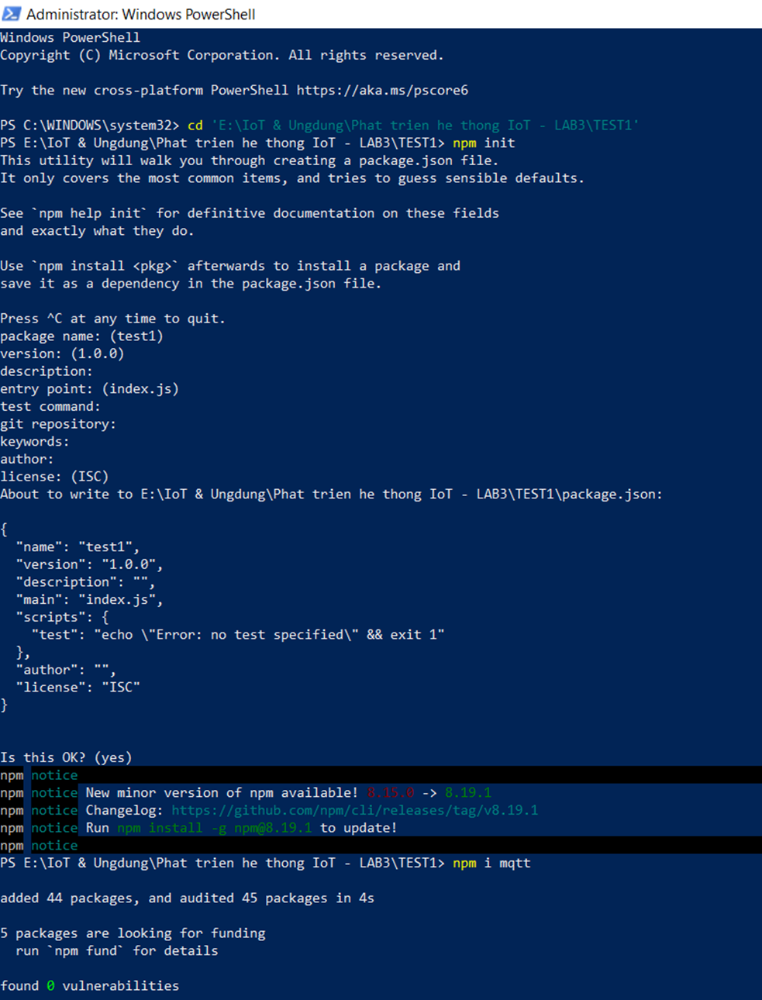 Administrator: Windows PowerShell
Windows PowerShell
Copyright (C) Microsoft Corporation. All rights reserved.
Try the new cross-platform PowerShell https://aka.ms/pscore6
PS C:\WINDOWS\system32> cd 'E:\IoT & Ungdung\Phat trien he thong IoT - LAB3\TEST1'
PS E:\IoT & Ungdung\Phat trien he thong IoT - LAB3\TEST1> npm init
This utility will walk you through creating a package.json file.
It only covers the most common items, and tries to guess sensible defaults.
See `npm help init` for definitive documentation on these fields
and exactly what they do.
Use `npm install <pkg>` afterwards to install a package and
save it as a dependency in the package.json file.
Press ^C at any time to quit.
package name: (test1)
version: (1.0.0)
description:
entry point: (index.js)
test command:
git repository:
keywords:
author:
license: (ISC)
About to write to E:\IoT & Ungdung\Phat trien he thong IoT - LAB3\TEST1\package.json:
{
  "name": "test1",
  "version": "1.0.0",
  "description": "",
  "main": "index.js",
  "scripts": {
    "test": "echo \"Error: no test specified\" && exit 1"
  },
  "author": "",
  "license": "ISC"
}
Is this OK? (yes)
npm notice
npm notice New minor version of npm available! 8.15.0 -> 8.19.1
npm notice Changelog: https://github.com/npm/cli/releases/tag/v8.19.1
npm notice Run npm install -g npm@8.19.1 to update!
npm notice
PS E:\IoT & Ungdung\Phat trien he thong IoT - LAB3\TEST1> npm i mqtt
added 44 packages, and audited 45 packages in 4s
5 packages are looking for funding
  run `npm fund` for details
found 0 vulnerabilities